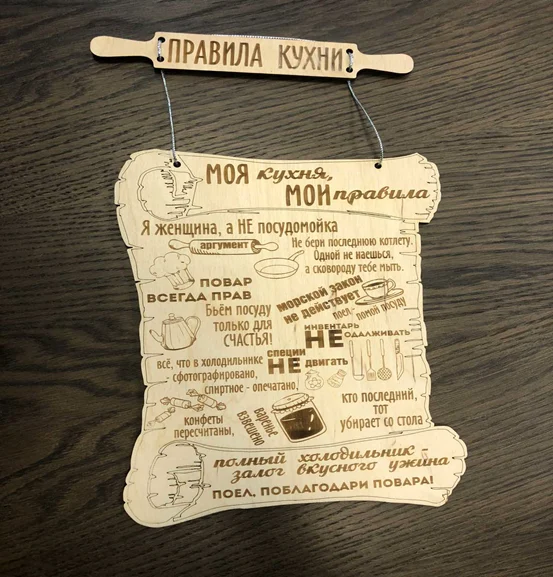 ПРАВИЛА КУХНИ
МОЯ кухня,
МОИ правила
Я женщина, а НЕ посудомойка
аргумент
Не бери последнюю котлету.
Одной не наешься,
а сковороду тебе мыть.
ПОВАР
ВСЕГДА ПРАВ
морской закон
не действует
поел - помой посуду
Бьём посуду
только для
СЧАСТЬЯ!
ИНВЕНТАРЬ
НЕ ОДАЛЖИВАТЬ
специи
НЕ двигать
всё, что в холодильнике
сфотографировано,
спиртное - опечатано,
конфеты
пересчитаны,
варенье
взвешено
кто последний,
тот
убирает со стола
полный холодильник
залог вкусного ужина
ПОЕЛ, ПОБЛАГОДАРИ ПОВАРА!